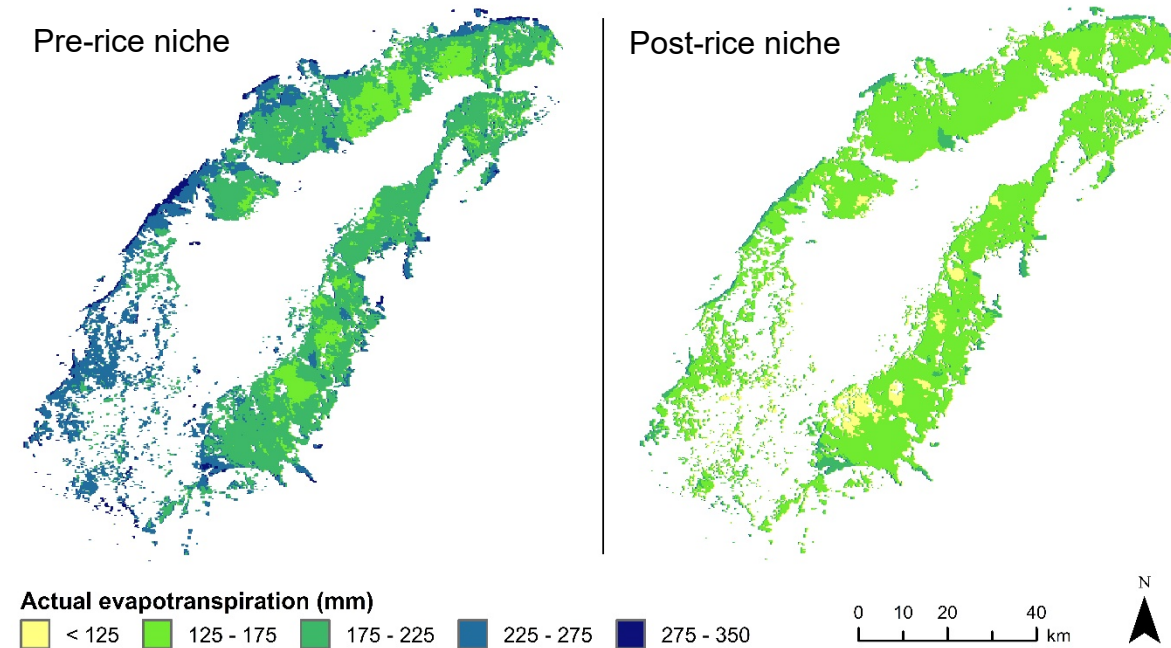 Pre-rice niche
Post-rice niche
Actual evapotranspiration (mm)
< 125 125 - 175 175 - 225 225 - 275 275 - 350
0 10 20 40
km
N